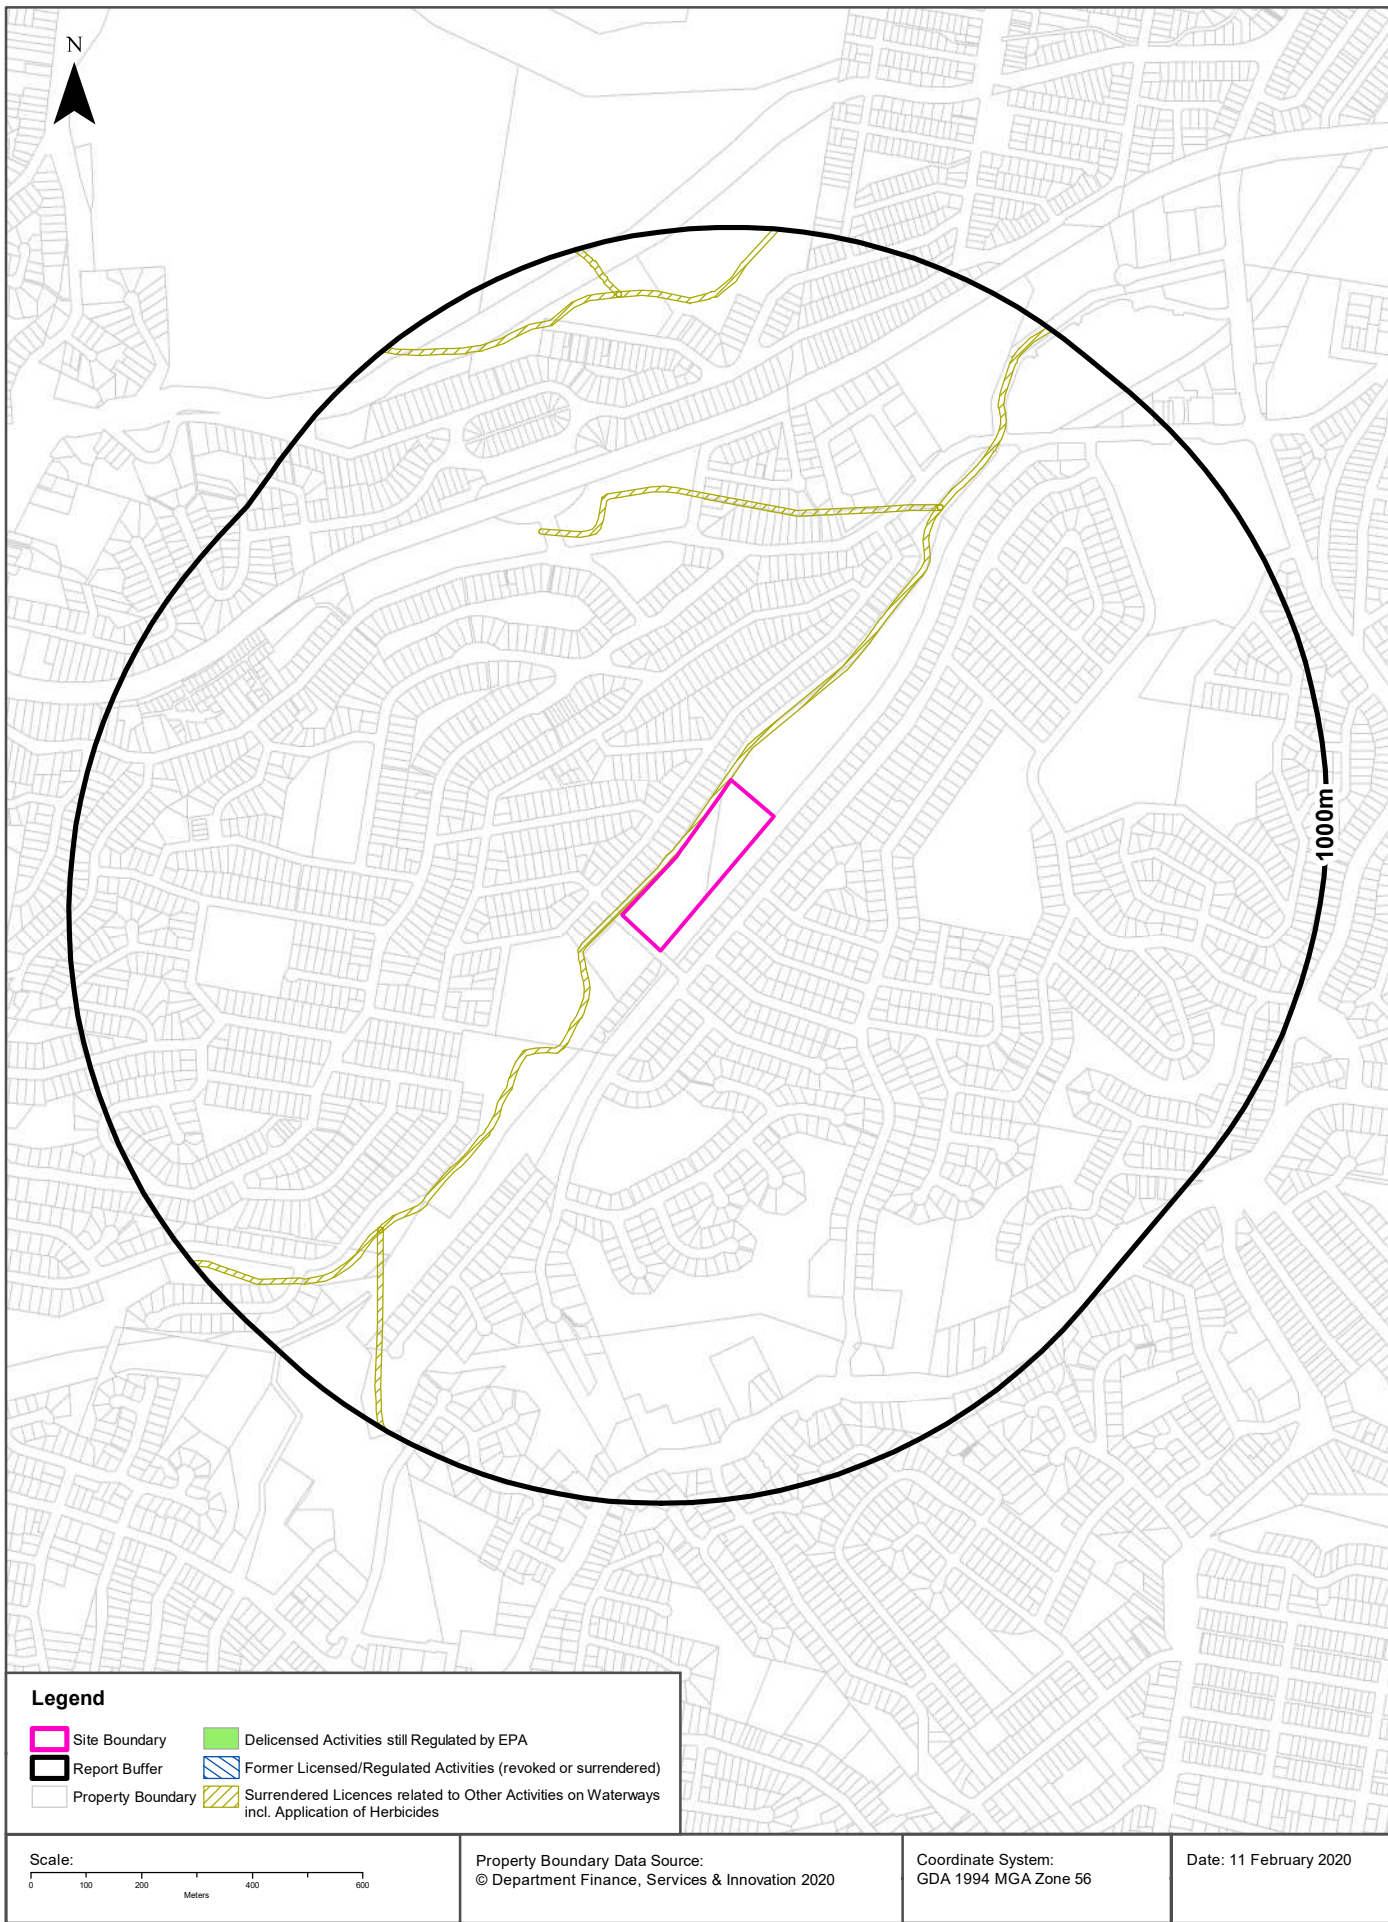 N
1000m
Legend
Site Boundary
Report Buffer
Property Boundary
Delicensed Activities still Regulated by EPA
Former Licensed/Regulated Activities (revoked or surrendered)
Surrendered Licences related to Other Activities on Waterways
incl. Application of Herbicides
Scale:
0 100 200 400 600
Meters
Property Boundary Data Source:
© Department Finance, Services & Innovation 2020
Coordinate System:
GDA 1994 MGA Zone 56
Date: 11 February 2020